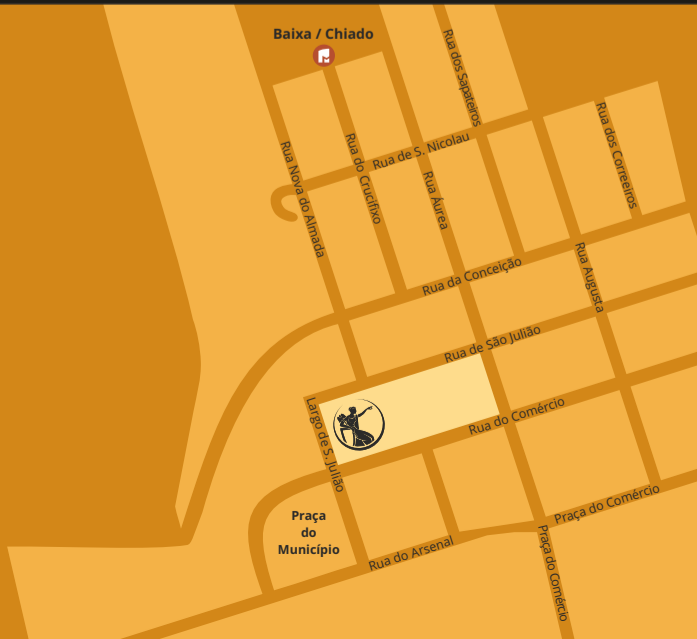 Baixa / Chiado
Rua dos Sapateiros
Rua dos Correeiros
Rua de S. Nicolau
Rua Nova do Almada
Rua do Crucifixo
Rua Áurea
Rua da Conceição
Rua Augusta
Rua de São Julião
Largo de S. Julião
Rua do Comércio
Praça do Comércio
Praça
do
Município
Rua do Arsenal
Praça do Comércio